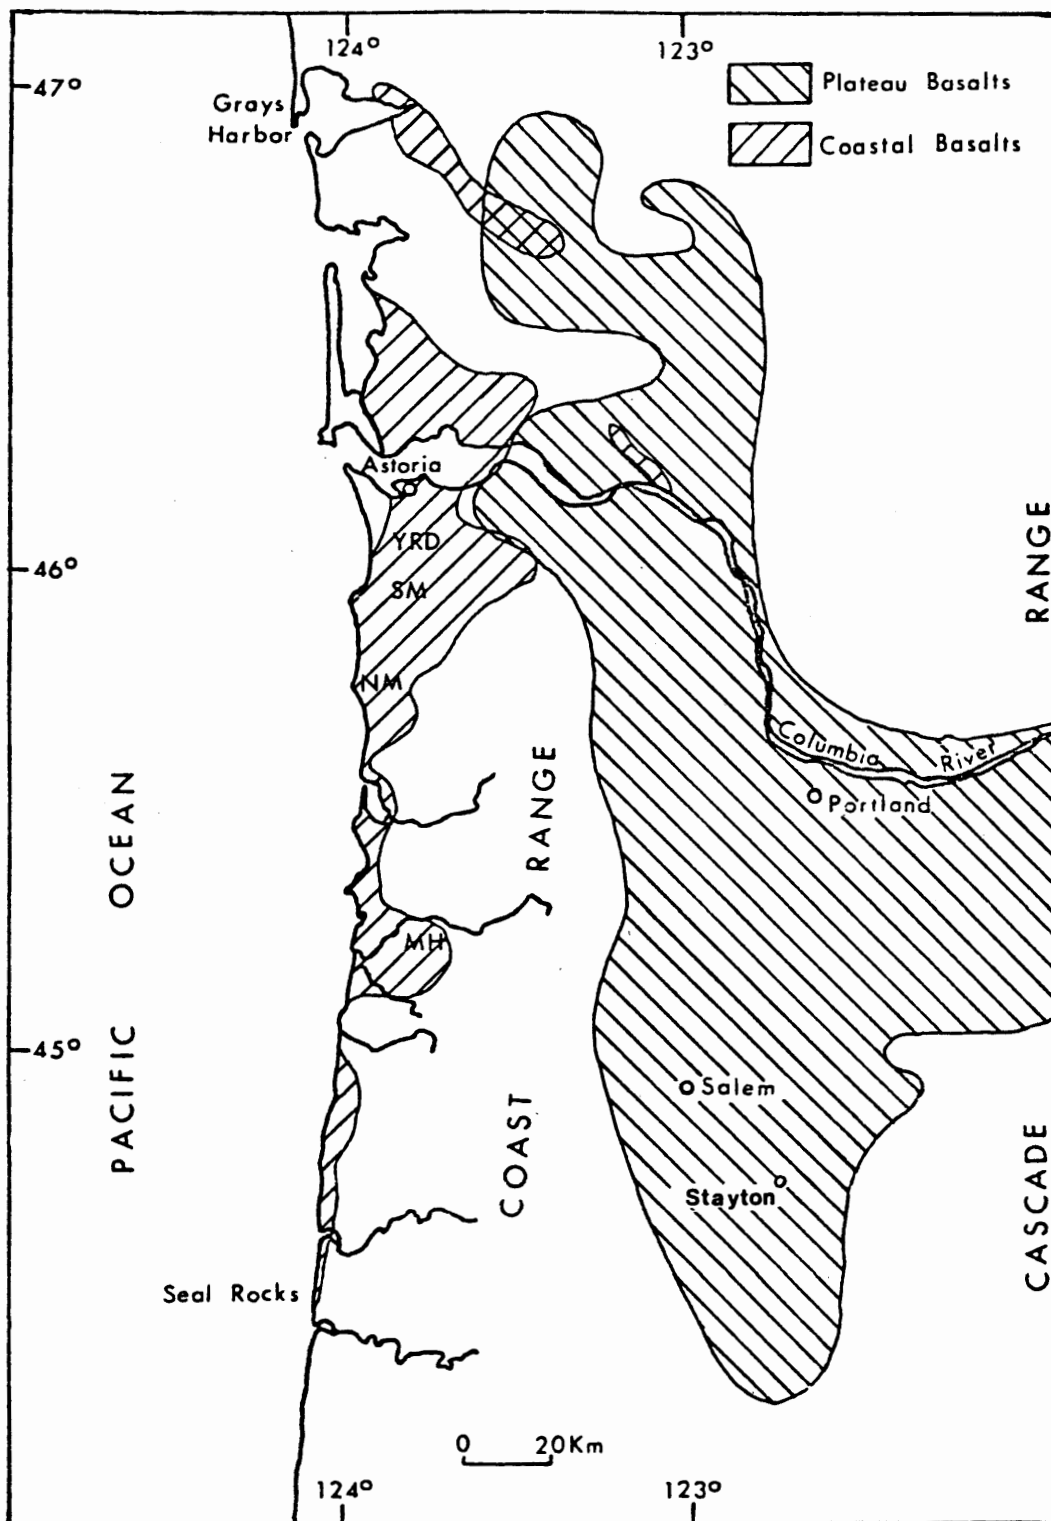 124°
123°
47°
Plateau Basalts
Grays
Harbor
Coastal Basalts
Astoria
YRD
46°
SM
RANGE
NM
Columbia
River
Portland
OCEAN
RANGE
MH
PACIFIC
45°
Salem
COAST
CASCADE
Stayton
Seal Rocks
0 20Km
124°
123°